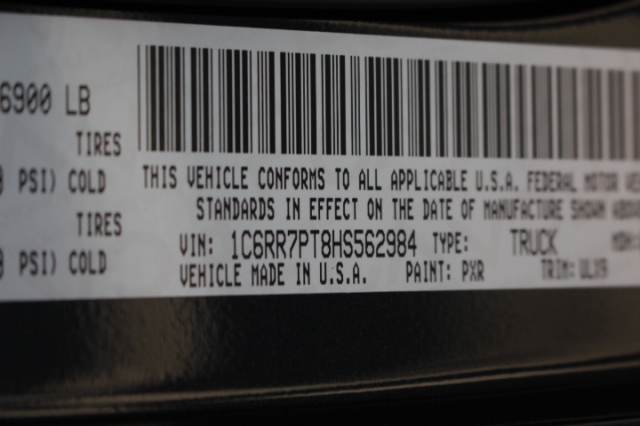 6900 LB
TIRES
PSI) COLD
TIRES
PSI) COLD
THIS VEHICLE CONFORMS TO ALL APPLICABLE U.S.A. FEDERAL MOTOR
STANDARDS IN EFFECT ON THE DATE OF MANUFACTURE SHOWN
VIN: 1C6RR7PT8HS562984 TYPE: TRUCK
VEHICLE MADE IN U.S.A. PAINT: PXR TRIM: